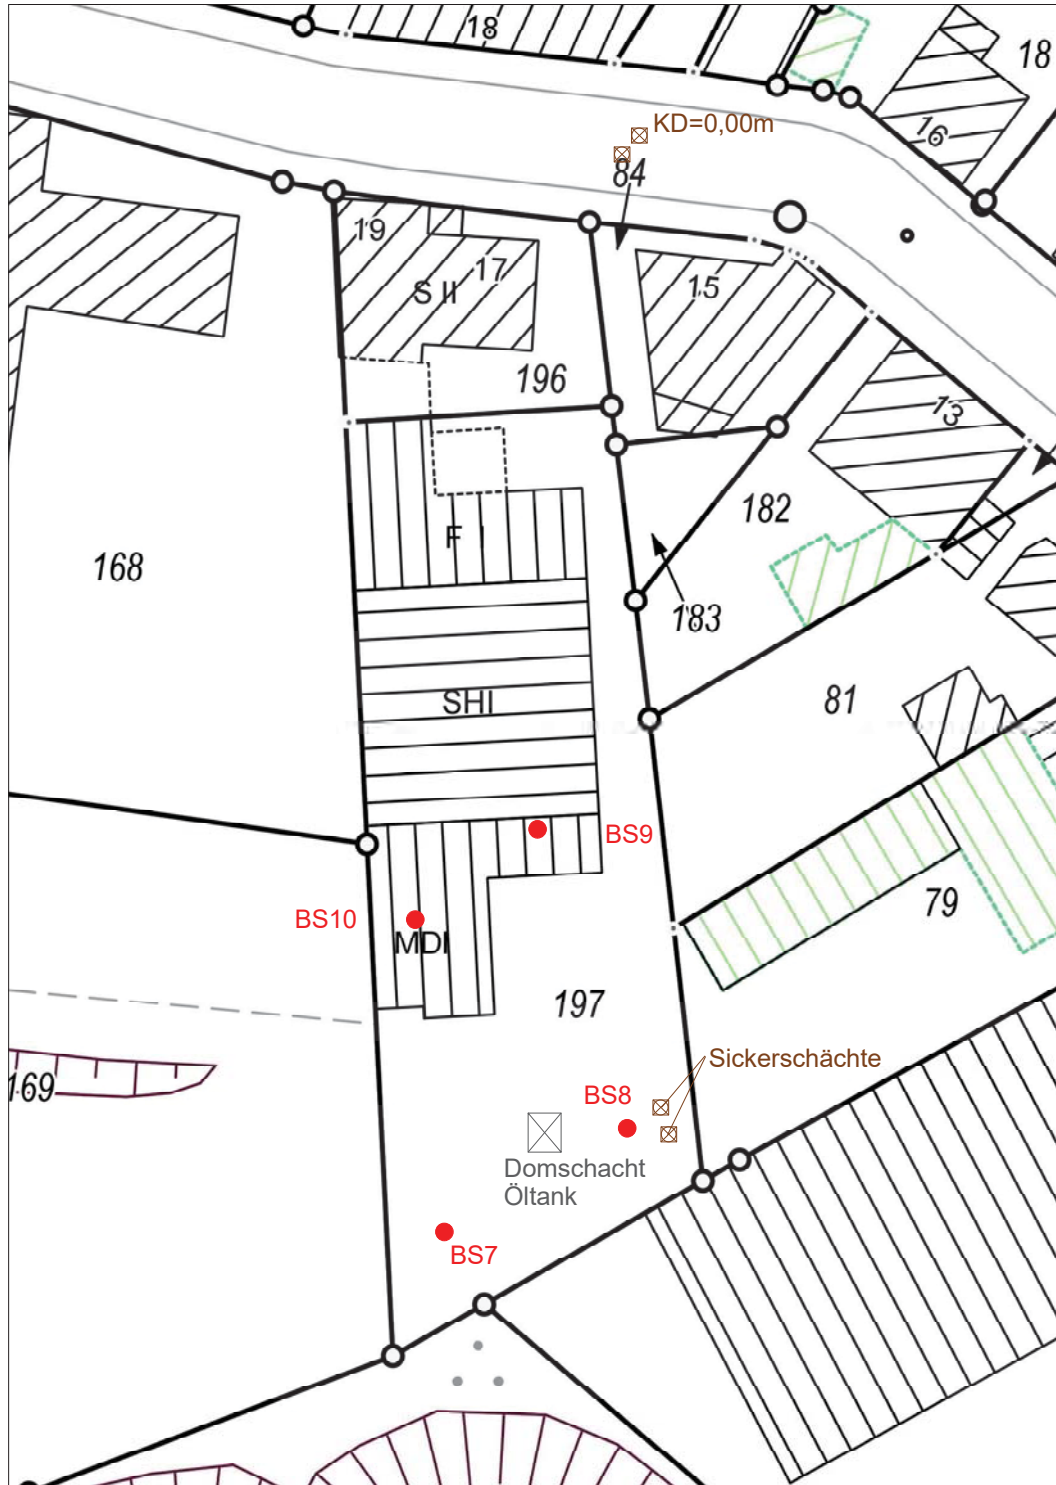 18
18
KD=0,00m
16
84
19
17
S II
15
196
13
182
F I
168
183
SHI
81
BS9
79
BS10
MDI
197
Sickerschächte
169
BS8
Domschacht
Öltank
BS7